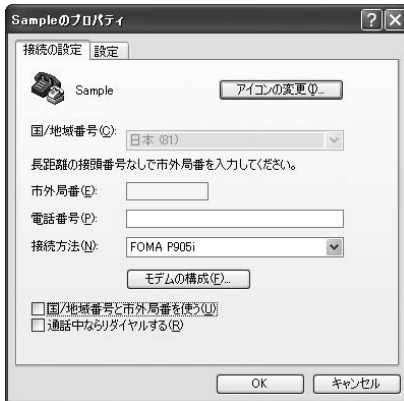 Sampleのプロパティ
接続の設定 設定
Sample
アイコンの変更(I)...
国/地域番号(C):
日本 (81)
長距離の接頭番号なしで市外局番を入力してください。
市外局番(E):
電話番号(P):
接続方法(N):
FOMA P905i
モデムの構成(F)...
国/地域番号と市外局番を使う(U)
通話中ならリダイヤルする(R)
OK キャンセル